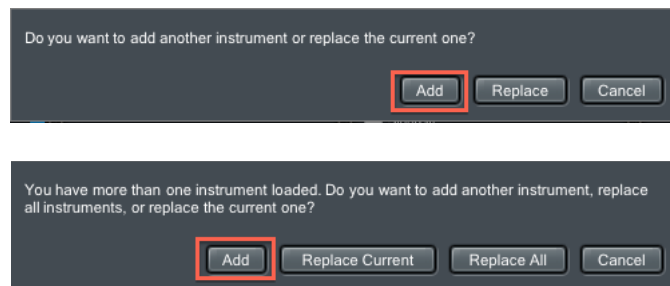 Do you want to add another instrument or replace the current one?
Add Replace Cancel
You have more than one instrument loaded. Do you want to add another instrument, replace
all instruments, or replace the current one?
Add Replace Current Replace All Cancel